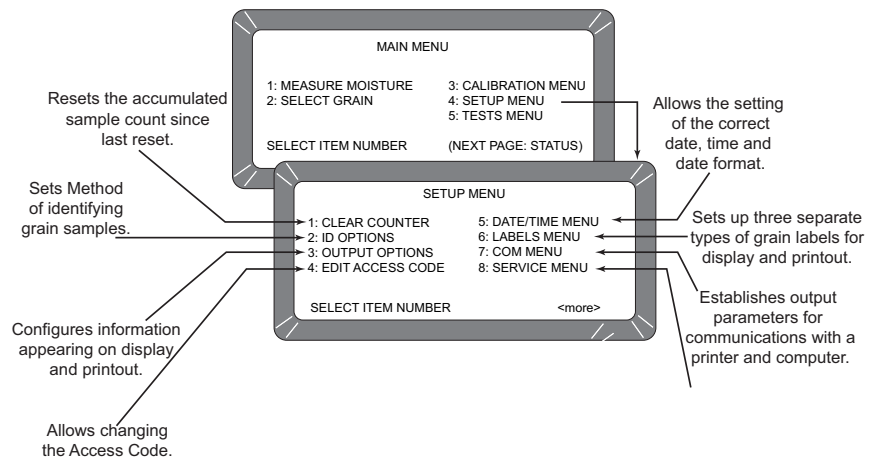 MAIN MENU
1: MEASURE MOISTURE
2: SELECT GRAIN
3: CALIBRATION MENU
4: SETUP MENU
5: TESTS MENU
SELECT ITEM NUMBER
(NEXT PAGE: STATUS)
Resets the accumulated
sample count since
last reset.
Sets Method
of identifying
grain samples.
Configures information
appearing on display
and printout.
Allows changing
the Access Code.
SETUP MENU
1: CLEAR COUNTER
2: ID OPTIONS
3: OUTPUT OPTIONS
4: EDIT ACCESS CODE
5: DATE/TIME MENU
6: LABELS MENU
7: COM MENU
8: SERVICE MENU
SELECT ITEM NUMBER
<more>
Allows the setting
of the correct
date, time and
date format.
Sets up three separate
types of grain labels for
display and printout.
Establishes output
parameters for
communications with a
printer and computer.